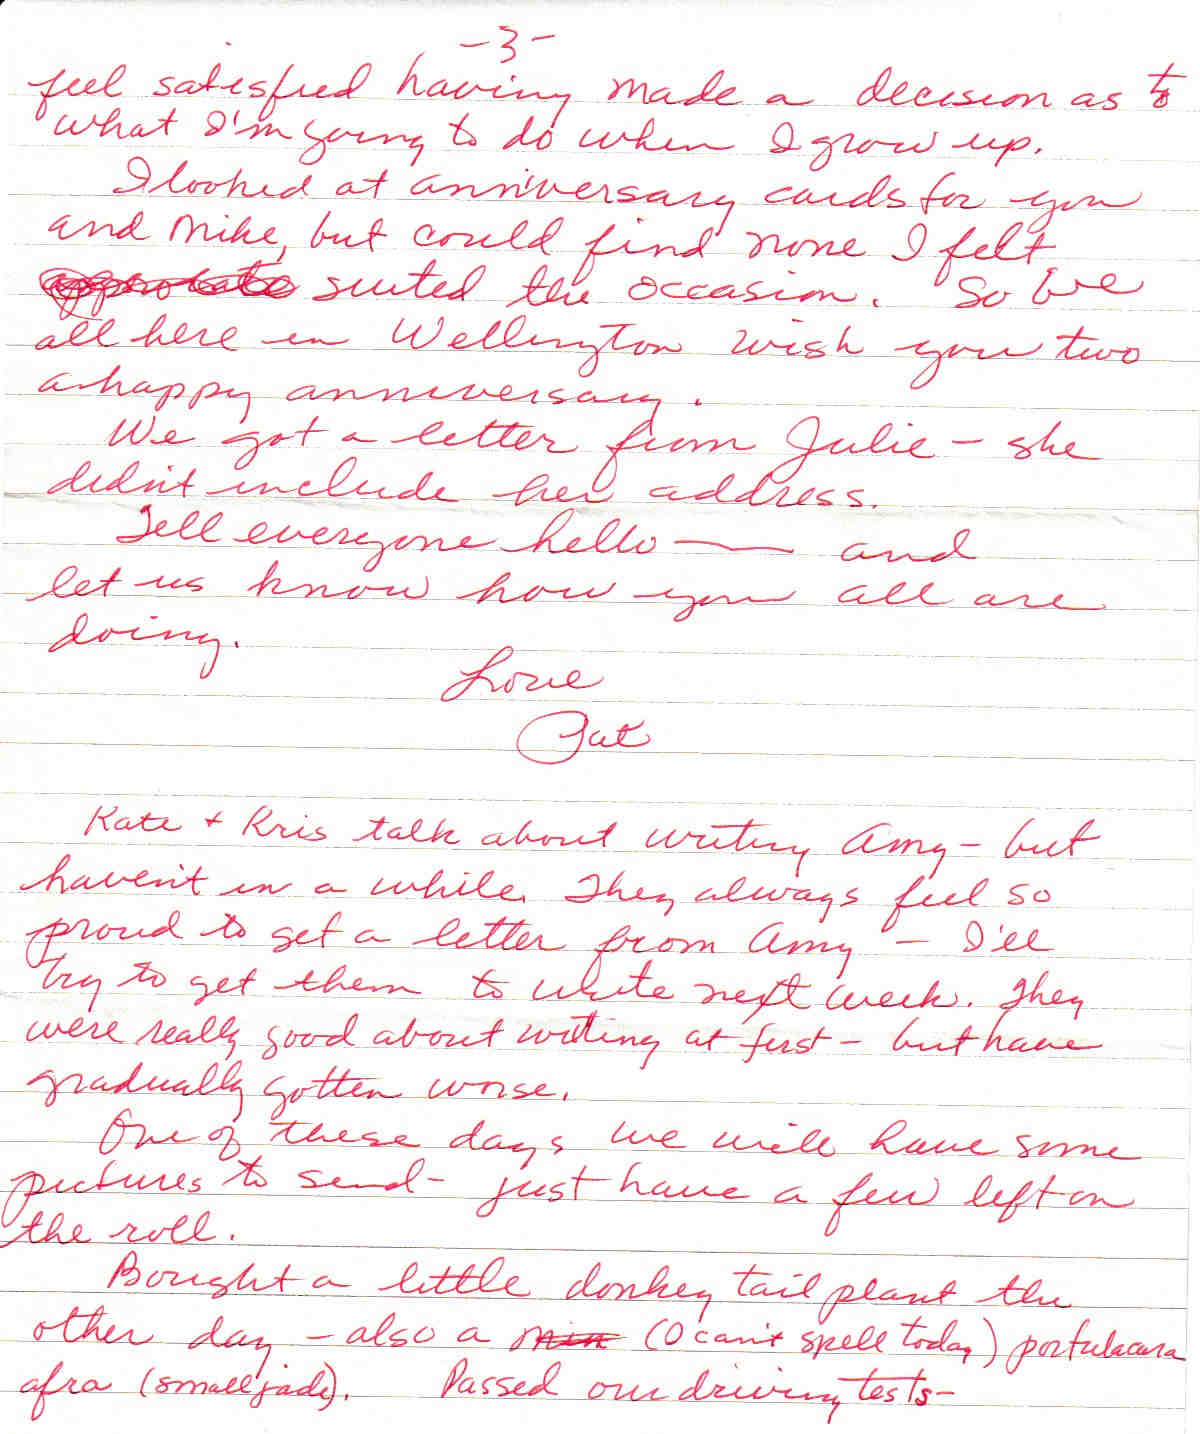 -3-
feel satisfied having made a decision as to
what I'm going to do when I grow up.
I looked at anniversary cards for you
and Mike, but could find none I felt
suited the occasion. So we
all here in Wellington wish you two
a happy anniversary.
We got a letter from Julie - she
didn't include her address.
Tell everyone hello — and
let us know how you all are
doing.
Love
Pat
Kate + Kris talk about writing Amy - but
haven't in a while. They always feel so
proud to get a letter from Amy - I'll
try to get them to write next week. They
were really good about writing at first - but have
gradually gotten worse.
One of these days we will have some
pictures to send - just have a few left on
the roll.
Bought a little donkey tail plant the
other day - also a (I can't spell today) portulacara
afra (small jade). Passed our driving tests -